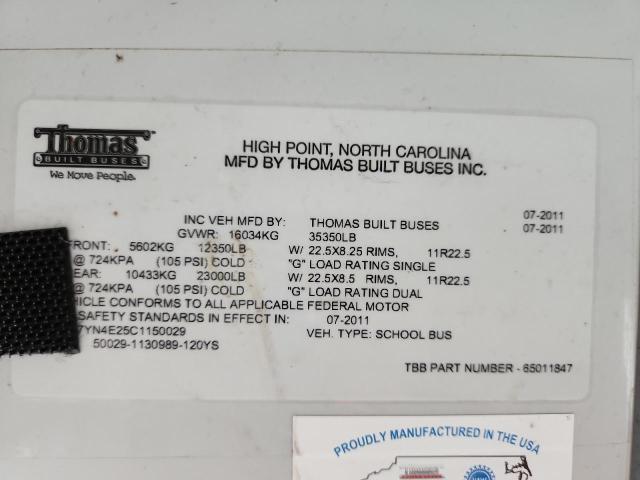 Thomas
BUILT BUSES
We Move People.
HIGH POINT, NORTH CAROLINA
MFD BY THOMAS BUILT BUSES INC.
INC VEH MFD BY: THOMAS BUILT BUSES 07-2011
GVWR: 16034KG 35350LB 07-2011
FRONT: 5602KG 12350LB W/ 22.5X8.25 RIMS, 11R22.5
@ 724KPA (105 PSI) COLD "G" LOAD RATING SINGLE
EAR: 10433KG 23000LB W/ 22.5X8.5 RIMS, 11R22.5
@ 724KPA (105 PSI) COLD "G" LOAD RATING DUAL
HICLE CONFORMS TO ALL APPLICABLE FEDERAL MOTOR
SAFETY STANDARDS IN EFFECT IN: 07-2011
7YN4E25C1150029 VEH. TYPE: SCHOOL BUS
50029-1130989-120YS
TBB PART NUMBER - 65011847
PROUDLY MANUFACTURED IN THE USA